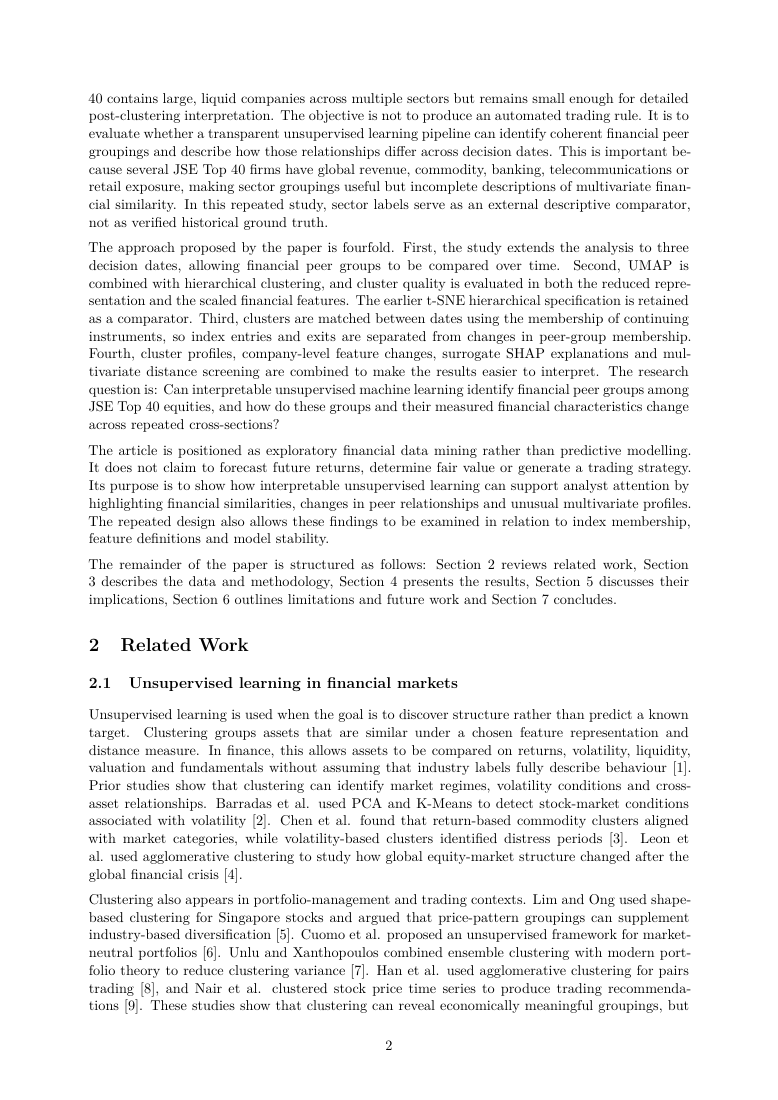 40 contains large, liquid companies across multiple sectors but remains small enough for detailed
post-clustering interpretation. The objective is not to produce an automated trading rule. It is to
evaluate whether a transparent unsupervised learning pipeline can identify coherent financial peer
groupings and describe how those relationships differ across decision dates. This is important be-
cause several JSE Top 40 firms have global revenue, commodity, banking, telecommunications or
retail exposure, making sector groupings useful but incomplete descriptions of multivariate finan-
cial similarity. In this repeated study, sector labels serve as an external descriptive comparator,
not as verified historical ground truth.
The approach proposed by the paper is fourfold. First, the study extends the analysis to three
decision dates, allowing financial peer groups to be compared over time. Second, UMAP is
combined with hierarchical clustering, and cluster quality is evaluated in both the reduced repre-
sentation and the scaled financial features. The earlier t-SNE hierarchical specification is retained
as a comparator. Third, clusters are matched between dates using the membership of continuing
instruments, so index entries and exits are separated from changes in peer-group membership.
Fourth, cluster profiles, company-level feature changes, surrogate SHAP explanations and mul-
tivariate distance screening are combined to make the results easier to interpret. The research
question is: Can interpretable unsupervised machine learning identify financial peer groups among
JSE Top 40 equities, and how do these groups and their measured financial characteristics change
across repeated cross-sections?
The article is positioned as exploratory financial data mining rather than predictive modelling.
It does not claim to forecast future returns, determine fair value or generate a trading strategy.
Its purpose is to show how interpretable unsupervised learning can support analyst attention by
highlighting financial similarities, changes in peer relationships and unusual multivariate profiles.
The repeated design also allows these findings to be examined in relation to index membership,
feature definitions and model stability.
The remainder of the paper is structured as follows: Section 2 reviews related work, Section
3 describes the data and methodology, Section 4 presents the results, Section 5 discusses their
implications, Section 6 outlines limitations and future work and Section 7 concludes.
2 Related Work
2.1 Unsupervised learning in financial markets
Unsupervised learning is used when the goal is to discover structure rather than predict a known
target. Clustering groups assets that are similar under a chosen feature representation and
distance measure. In finance, this allows assets to be compared on returns, volatility, liquidity,
valuation and fundamentals without assuming that industry labels fully describe behaviour [1].
Prior studies show that clustering can identify market regimes, volatility conditions and cross-
asset relationships. Barradas et al. used PCA and K-Means to detect stock-market conditions
associated with volatility [2]. Chen et al. found that return-based commodity clusters aligned
with market categories, while volatility-based clusters identified distress periods [3]. Leon et
al. used agglomerative clustering to study how global equity-market structure changed after the
global financial crisis [4].
Clustering also appears in portfolio-management and trading contexts. Lim and Ong used shape-
based clustering for Singapore stocks and argued that price-pattern groupings can supplement
industry-based diversification [5]. Cuomo et al. proposed an unsupervised framework for market-
neutral portfolios [6]. Unlu and Xanthopoulos combined ensemble clustering with modern port-
folio theory to reduce clustering variance [7]. Han et al. used agglomerative clustering for pairs
trading [8], and Nair et al. clustered stock price time series to produce trading recommenda-
tions [9]. These studies show that clustering can reveal economically meaningful groupings, but
2